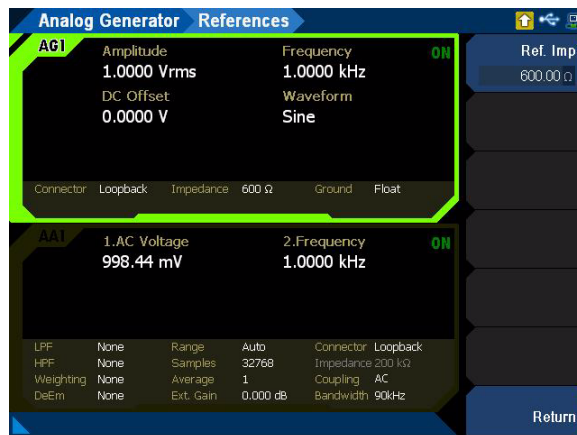 Analog Generator References
AG1
Amplitude Frequency ON
1.0000 Vrms 1.0000 kHz
DC Offset Waveform
0.0000 V Sine
Connector Loopback Impedance 600 Ω Ground Float
AA1
1.AC Voltage 2.Frequency ON
998.44 mV 1.0000 kHz
LPF None Range Auto Connector Loopback
HPF None Samples 32768 Impedance 200 kΩ
Weighting None Average 1 Coupling AC
DeEm None Ext. Gain 0.000 dB Bandwidth 90kHz
Ref. Imp
600.00 Ω
Return